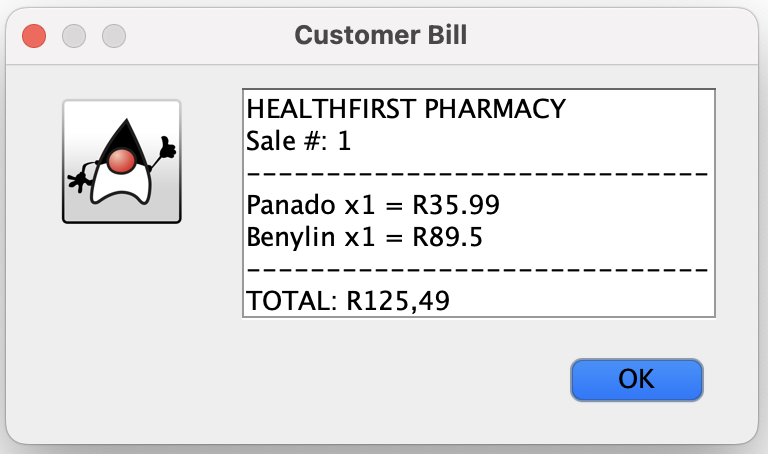 Customer Bill
HEALTHFIRST PHARMACY
Sale #: 1
-----------------------------
Panado x1 = R35.99
Benylin x1 = R89.5
-----------------------------
TOTAL: R125,49
OK